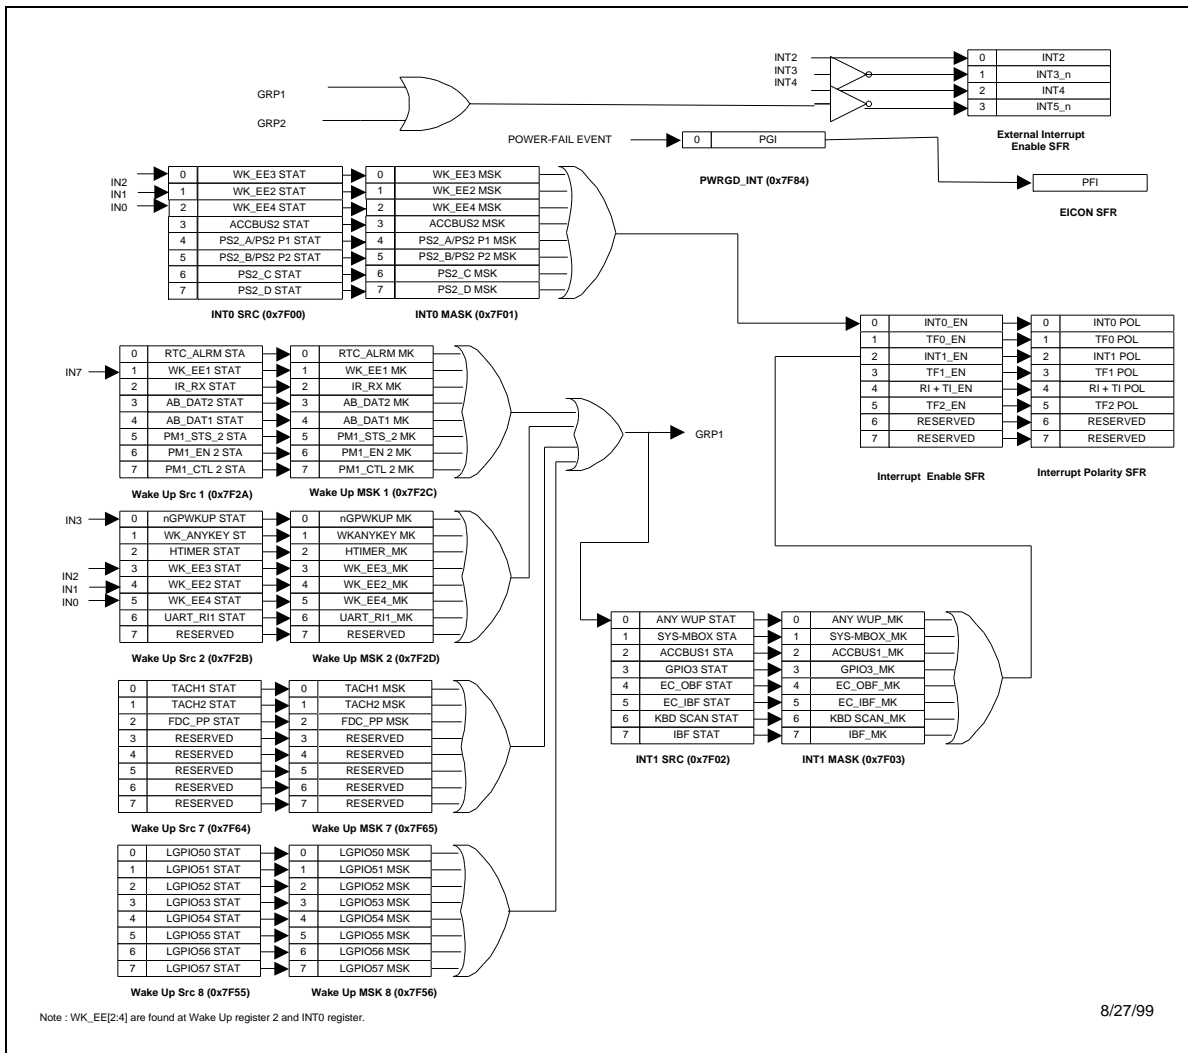 INT2
INT3
INT4
0 INT2
1 INT3_n
2 INT4
3 INT5_n
External Interrupt
Enable SFR
GRP1
GRP2
POWER-FAIL EVENT
0 PGI
PWRGD_INT (0x7F84)
PFI
EICON SFR
IN2
IN1
IN0
0 WK_EE3 STAT 0 WK_EE3 MSK
1 WK_EE2 STAT 1 WK_EE2 MSK
2 WK_EE4 STAT 2 WK_EE4 MSK
3 ACCBUS2 STAT 3 ACCBUS2 MSK
4 PS2_A/PS2 P1 STAT 4 PS2_A/PS2 P1 MSK
5 PS2_B/PS2 P2 STAT 5 PS2_B/PS2 P2 MSK
6 PS2_C STAT 6 PS2_C MSK
7 PS2_D STAT 7 PS2_D MSK
INT0 SRC (0x7F00) INT0 MASK (0x7F01)
0 INT0_EN 0 INT0 POL
1 TF0_EN 1 TF0 POL
2 INT1_EN 2 INT1 POL
3 TF1_EN 3 TF1 POL
4 RI + TI_EN 4 RI + TI POL
5 TF2_EN 5 TF2 POL
6 RESERVED 6 RESERVED
7 RESERVED 7 RESERVED
Interrupt Enable SFR Interrupt Polarity SFR
IN7
0 RTC_ALRM STA 0 RTC_ALRM MK
1 WK_EE1 STAT 1 WK_EE1 MK
2 IR_RX STAT 2 IR_RX MK
3 AB_DAT2 STAT 3 AB_DAT2 MK
4 AB_DAT1 STAT 4 AB_DAT1 MK
5 PM1_STS_2 STA 5 PM1_STS_2 MK
6 PM1_EN 2 STA 6 PM1_EN 2 MK
7 PM1_CTL 2 STA 7 PM1_CTL 2 MK
Wake Up Src 1 (0x7F2A) Wake Up MSK 1 (0x7F2C)
GRP1
IN3
IN2
IN1
IN0
0 nGPWKUP STAT 0 nGPWKUP MK
1 WK_ANYKEY ST 1 WKANYKEY MK
2 HTIMER STAT 2 HTIMER_MK
3 WK_EE3 STAT 3 WK_EE3_MK
4 WK_EE2 STAT 4 WK_EE2_MK
5 WK_EE4 STAT 5 WK_EE4_MK
6 UART_RI1 STAT 6 UART_RI1_MK
7 RESERVED 7 RESERVED
Wake Up Src 2 (0x7F2B) Wake Up MSK 2 (0x7F2D)
0 ANY WUP STAT 0 ANY WUP_MK
1 SYS-MBOX STA 1 SYS-MBOX_MK
2 ACCBUS1 STA 2 ACCBUS1_MK
3 GPIO3 STAT 3 GPIO3_MK
4 EC_OBF STAT 4 EC_OBF_MK
5 EC_IBF STAT 5 EC_IBF_MK
6 KBD SCAN STAT 6 KBD SCAN_MK
7 IBF STAT 7 IBF_MK
INT1 SRC (0x7F02) INT1 MASK (0x7F03)
0 TACH1 STAT 0 TACH1 MSK
1 TACH2 STAT 1 TACH2 MSK
2 FDC_PP STAT 2 FDC_PP MSK
3 RESERVED 3 RESERVED
4 RESERVED 4 RESERVED
5 RESERVED 5 RESERVED
6 RESERVED 6 RESERVED
7 RESERVED 7 RESERVED
Wake Up Src 7 (0x7F64) Wake Up MSK 7 (0x7F65)
0 LGPIO50 STAT 0 LGPIO50 MSK
1 LGPIO51 STAT 1 LGPIO51 MSK
2 LGPIO52 STAT 2 LGPIO52 MSK
3 LGPIO53 STAT 3 LGPIO53 MSK
4 LGPIO54 STAT 4 LGPIO54 MSK
5 LGPIO55 STAT 5 LGPIO55 MSK
6 LGPIO56 STAT 6 LGPIO56 MSK
7 LGPIO57 STAT 7 LGPIO57 MSK
Wake Up Src 8 (0x7F55) Wake Up MSK 8 (0x7F56)
Note : WK_EE[2:4] are found at Wake Up register 2 and INT0 register.
8/27/99